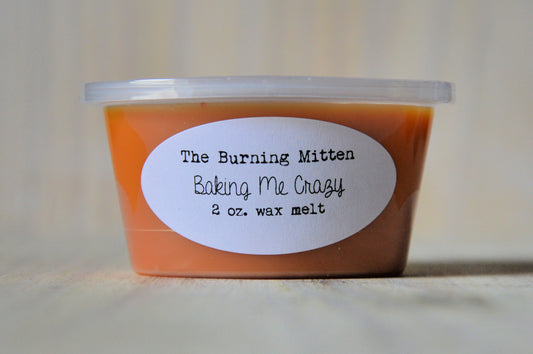 The Burning Mitten
Baking Me Crazy
2 oz. wax melt